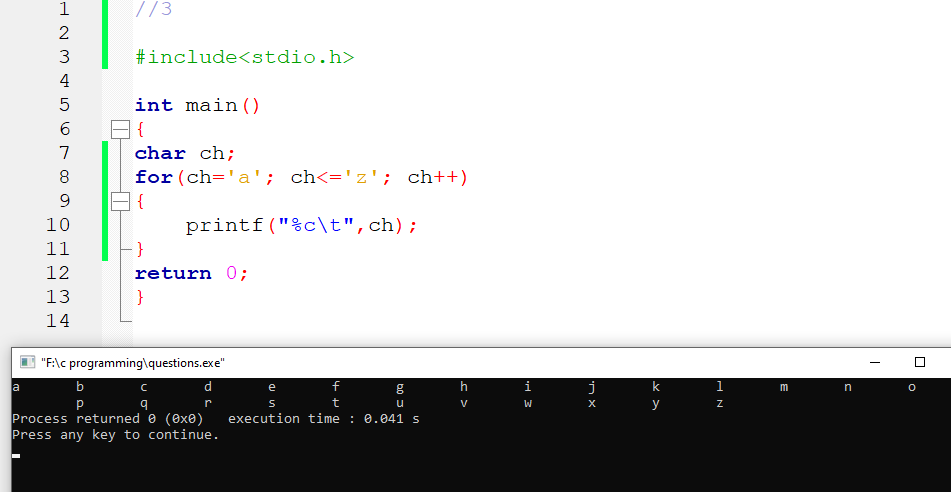 1 //3
2
3 #include<stdio.h>
4
5 int main()
6 {
7 char ch;
8 for(ch='a'; ch<='z'; ch++)
9 {
10 printf("%c\t",ch);
11 }
12 return 0;
13 }
14
"F:\c programming\questions.exe"
a b c d e f g h i j k l m n o
p q r s t u v w x y z
Process returned 0 (0x0) execution time : 0.041 s
Press any key to continue.